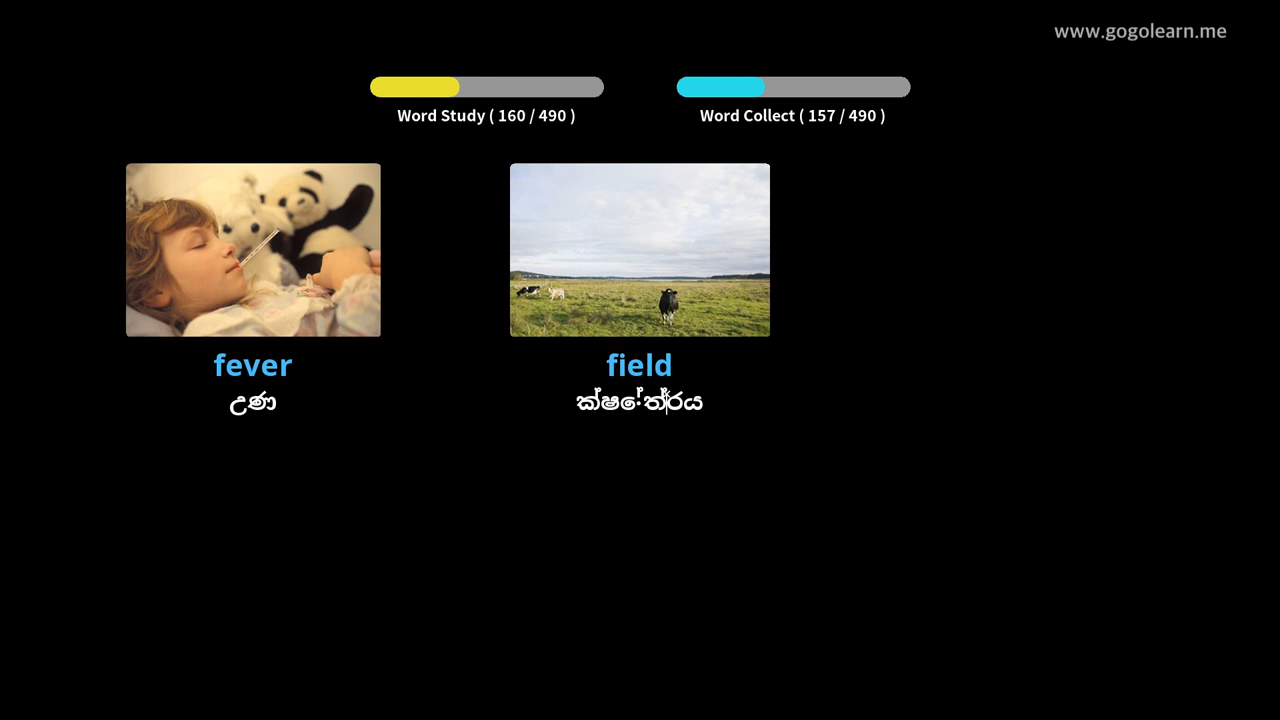 www.gogolearn.me
Word Study ( 160 / 490 )
Word Collect ( 157 / 490 )
fever
උණ
field
ක්ෂේත්‍රය